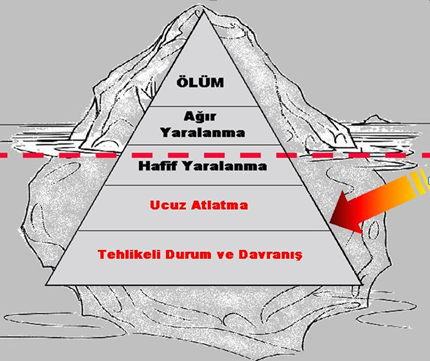 ÖLÜM
Ağır
Yaralanma
Hafif Yaralanma
Ucuz Atlatma
Tehlikeli Durum ve Davranış